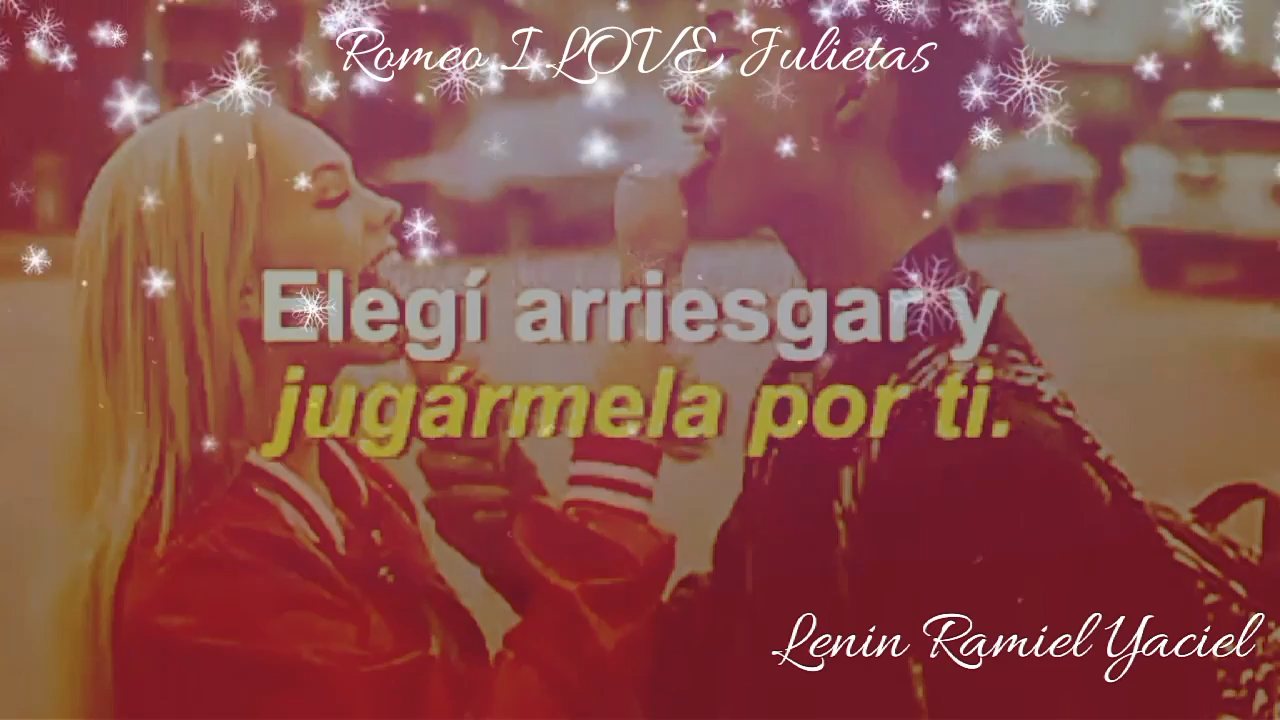 Romeo I LOVE Julietas
Elegí arriesgar y
jugármela por ti.
Lenin Ramiel Yaciel